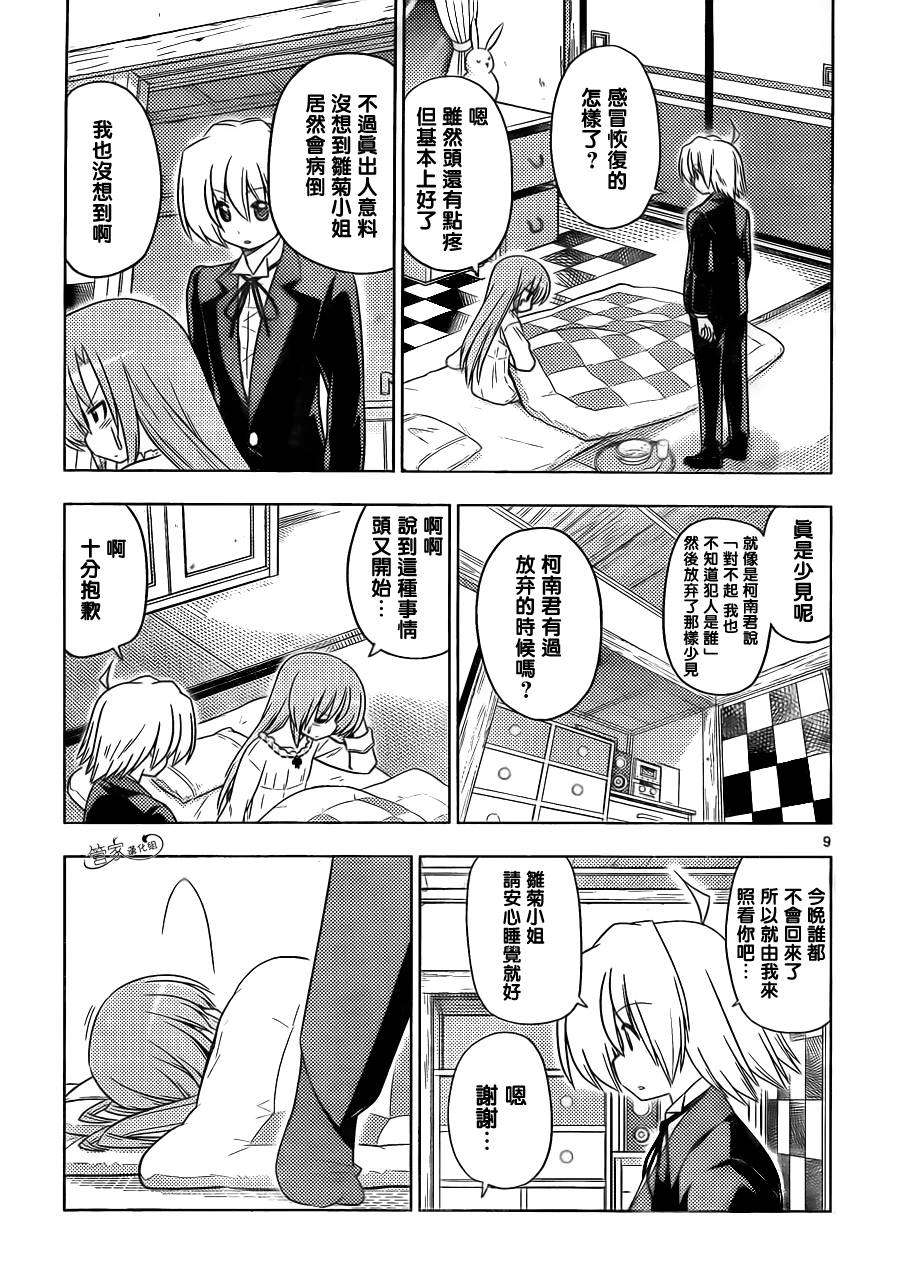 感冒恢復的
怎樣了？
嗯
雖然頭還有點疼
但基本上好了
不過眞出人意料
沒想到雛菊小姐
居然會病倒
我也沒想到啊
眞是少見呢
就像是柯南君說
「對不起 我也
不知道犯人是誰」
然後放弃了那樣少見
柯南君有過
放弃的時候嗎？
啊啊
說到這種事情
頭又開始…
啊
十分抱歉
9
今晚誰都
不會回來了
所以就由我來
照看你吧…
雛菊小姐
請安心睡覺就好
嗯
謝謝…
管家漢化組